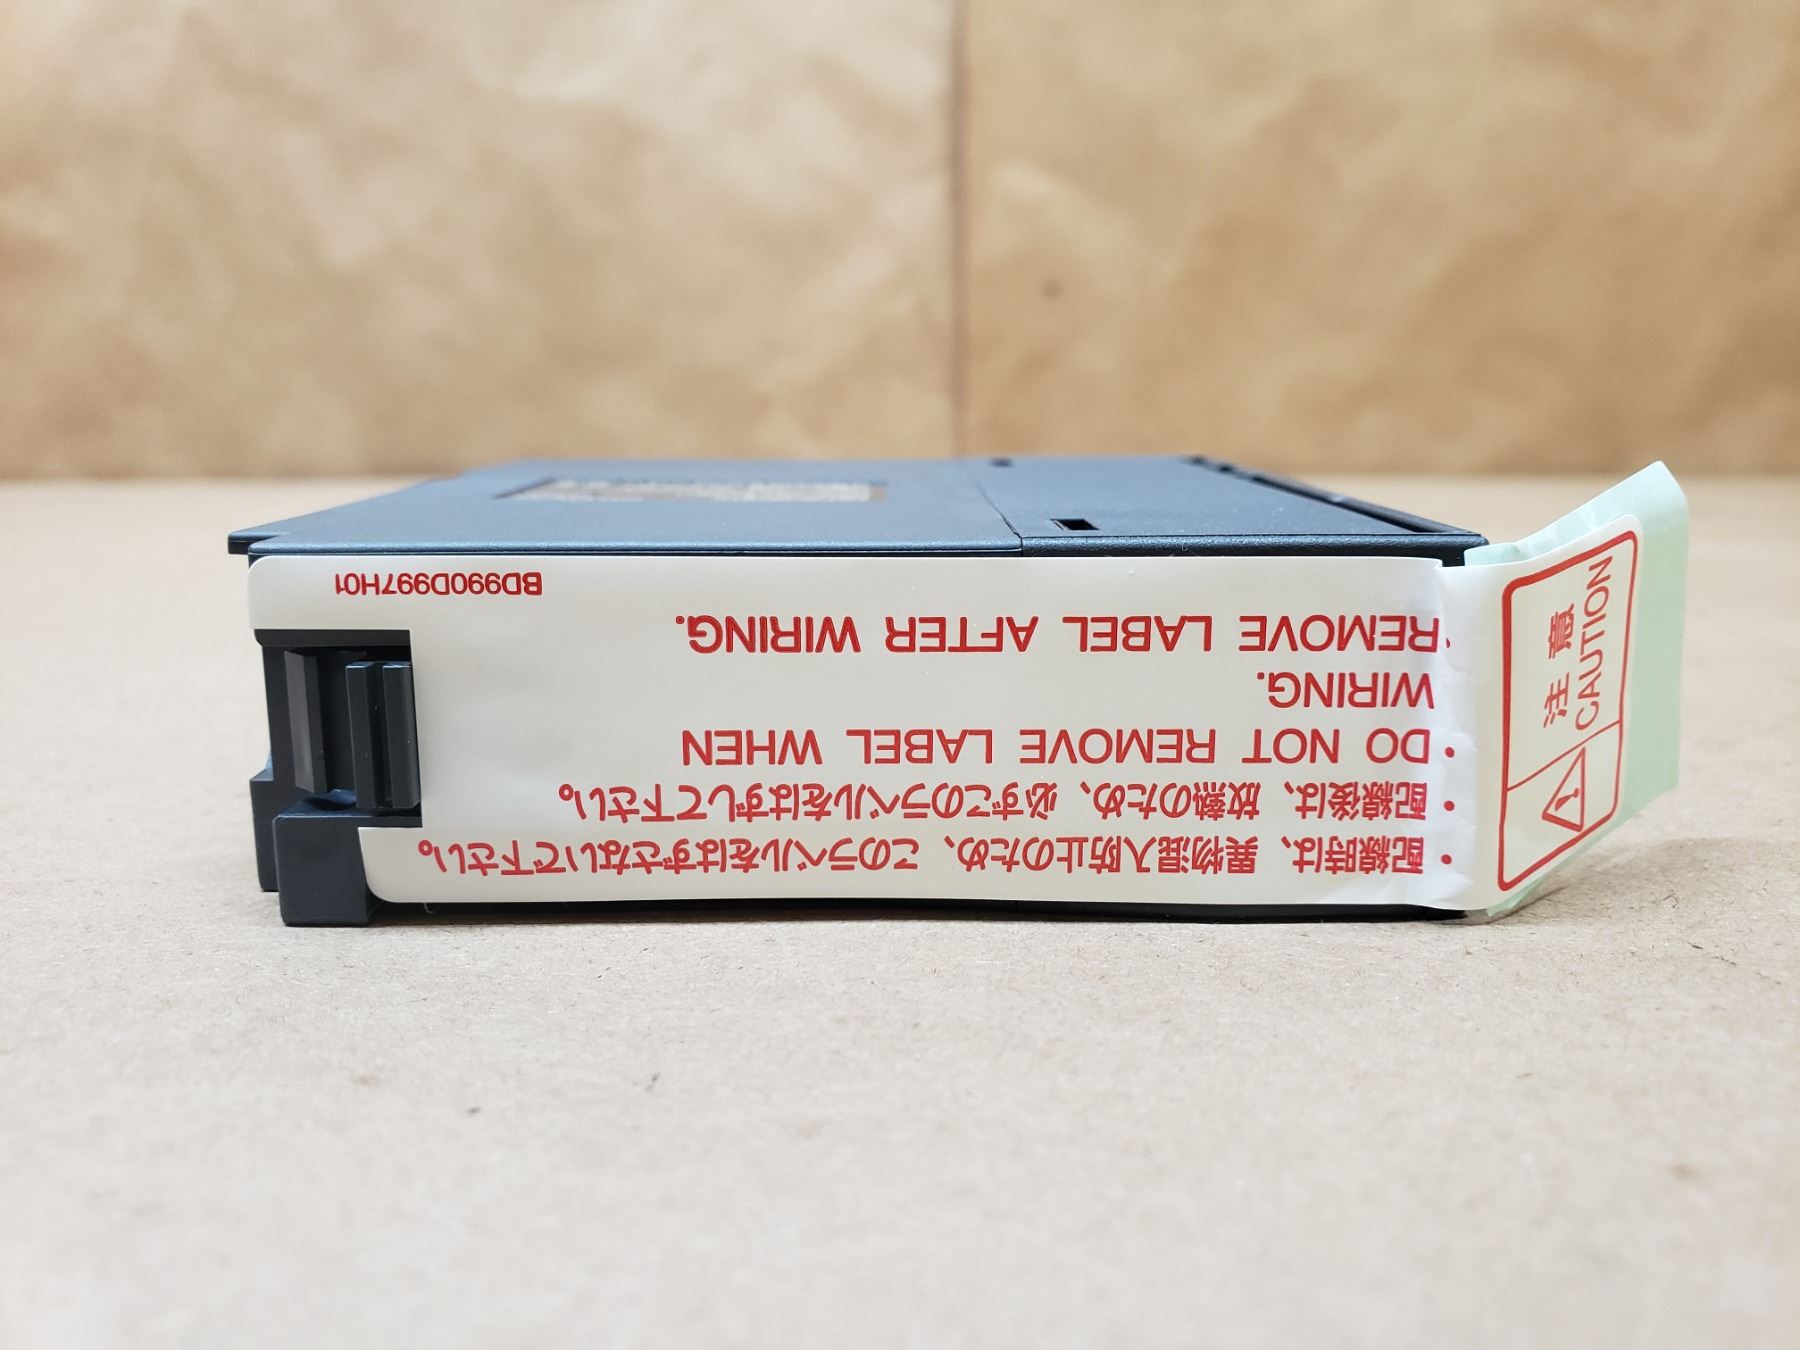 注意
CAUTION
・配線時は、異物混入防止のため、このラベルをはずさないで下さい。
・配線後は、放熱のため、必ずこのラベルをはずして下さい。
・DO NOT REMOVE LABEL WHEN
WIRING.
・REMOVE LABEL AFTER WIRING.
BD990D997H01